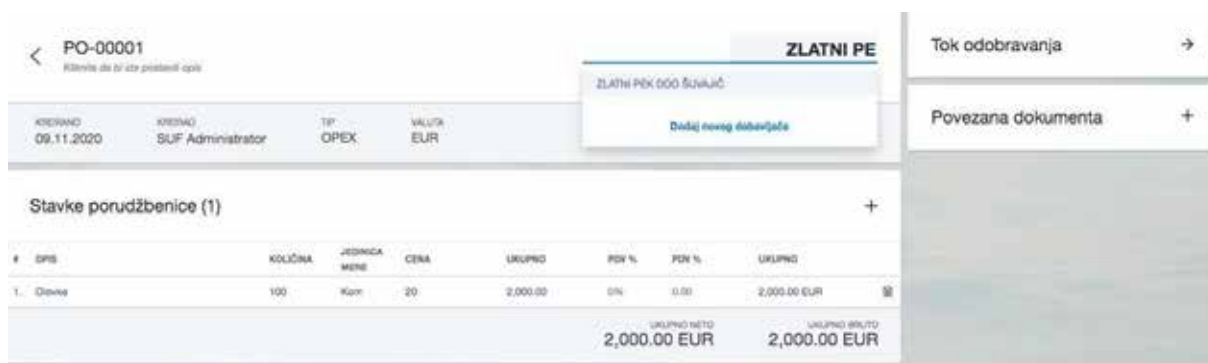 PO-00001
ZLATNI PE
Tok odobravanja
Kliknite da bi ste postavili opis
ZLATNI PEK DOO ŠUVAJIĆ
Dodaj novog dobavljača
Povezana dokumenta
KREIRANO KREIRAO TIP VALUTA
09.11.2020 SUF Administrator OPEX EUR
Stavke porudžbenice (1)
# OPIS KOLIČINA JEDINICA MERE CENA UKUPNO PDV % PDV % UKUPNO
1. Olovka 100 Kom 20 2,000.00 0% 0.00 2,000.00 EUR
UKUPNO NETO UKUPNO BRUTO
2,000.00 EUR 2,000.00 EUR